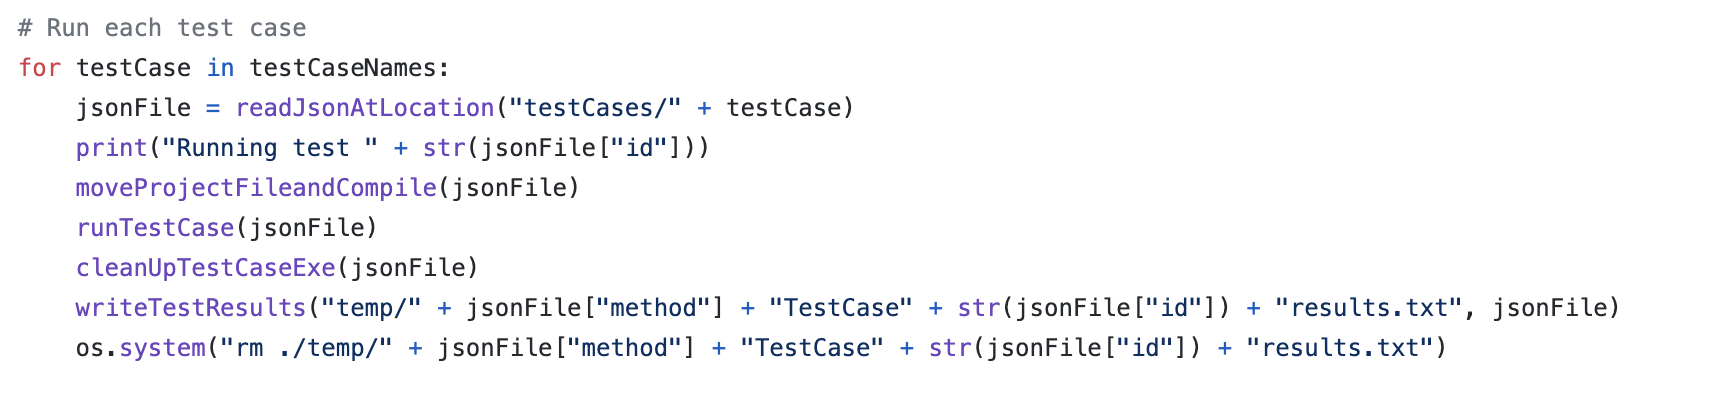 # Run each test case
for testCase in testCaseNames:
    jsonFile = readJsonAtLocation("testCases/" + testCase)
    print("Running test " + str(jsonFile["id"]))
    moveProjectFileandCompile(jsonFile)
    runTestCase(jsonFile)
    cleanUpTestCaseExe(jsonFile)
    writeTestResults("temp/" + jsonFile["method"] + "TestCase" + str(jsonFile["id"]) + "results.txt", jsonFile)
    os.system("rm ./temp/" + jsonFile["method"] + "TestCase" + str(jsonFile["id"]) + "results.txt")